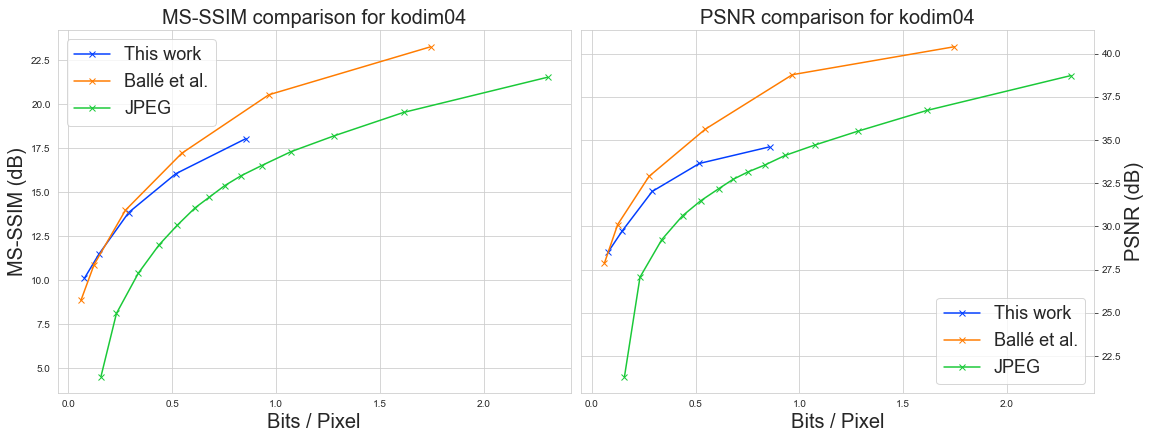 MS-SSIM comparison for kodim04
This work
Ballé et al.
JPEG
MS-SSIM (dB)
22.5
20.0
17.5
15.0
12.5
10.0
7.5
5.0
0.0 0.5 1.0 1.5 2.0
Bits / Pixel
PSNR comparison for kodim04
40.0
37.5
35.0
32.5
30.0
27.5
25.0
22.5
PSNR (dB)
This work
Ballé et al.
JPEG
0.0 0.5 1.0 1.5 2.0
Bits / Pixel